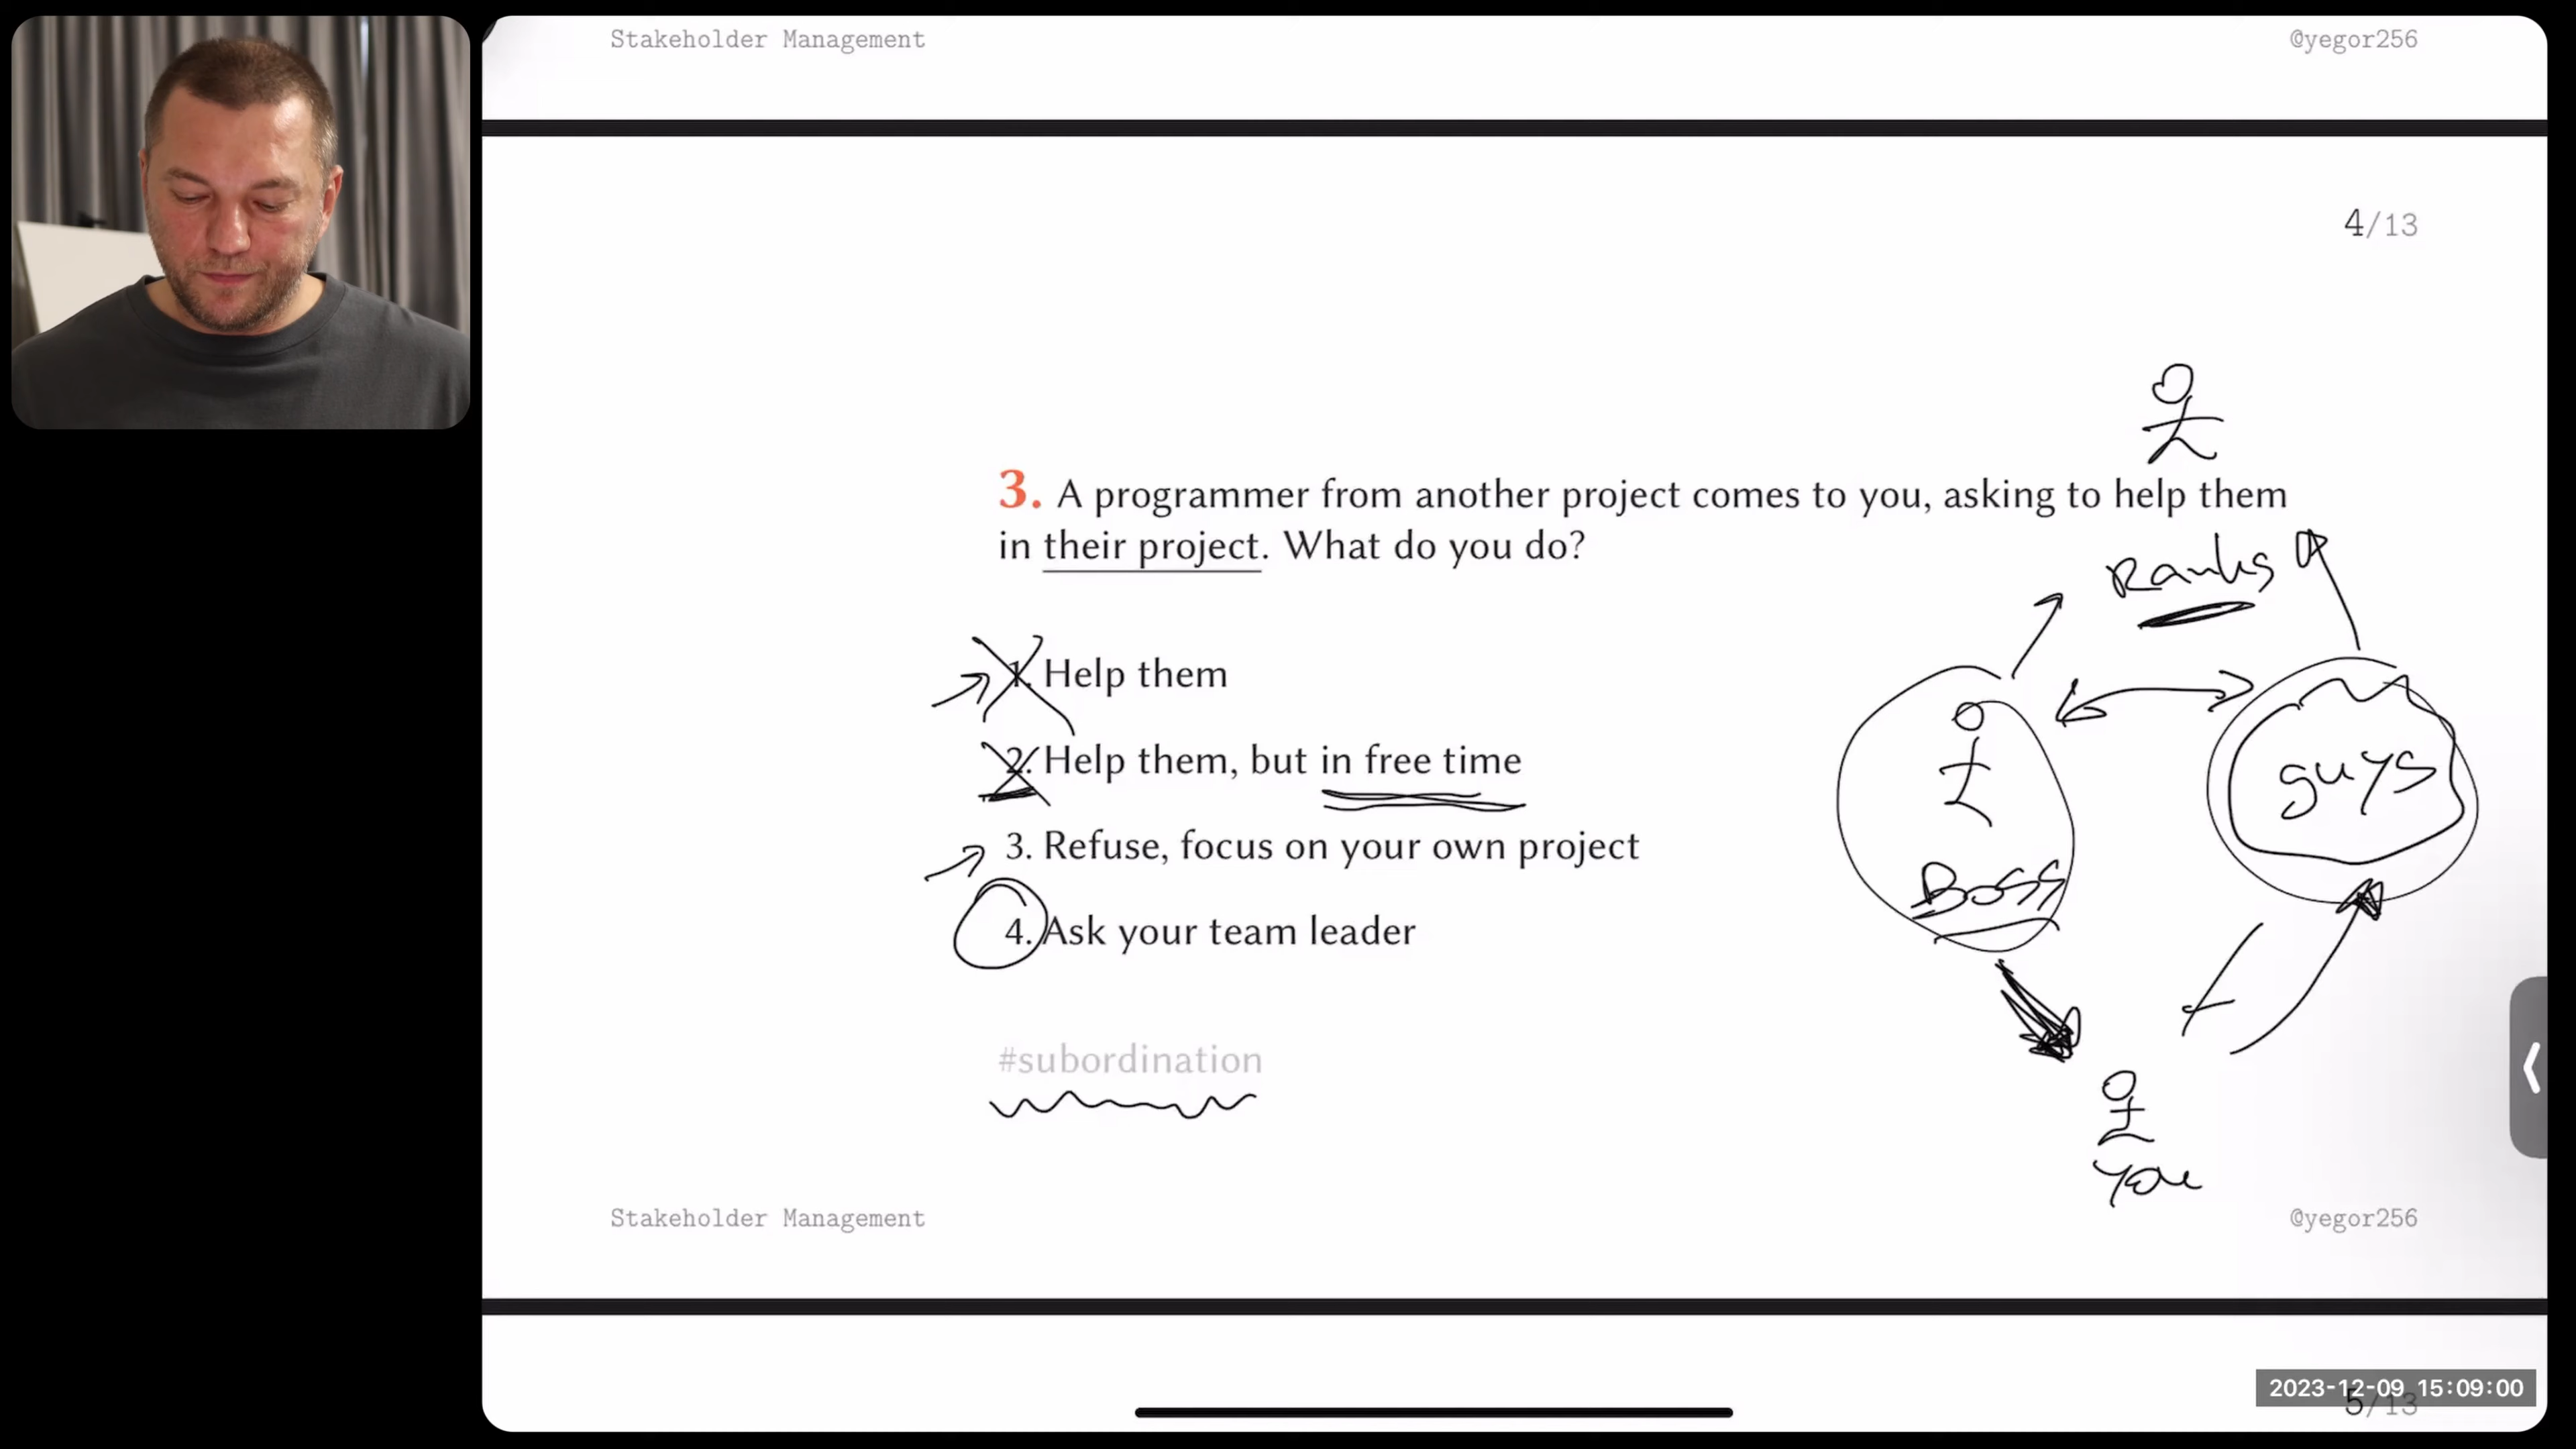 Stakeholder Management @yegor256
4/13
3. A programmer from another project comes to you, asking to help them
in their project. What do you do?
Ranks
1. Help them
2. Help them, but in free time
guys
3. Refuse, focus on your own project
Boss
4. Ask your team leader
#subordination
you
Stakeholder Management @yegor256
2023-12-09 15:09:00
5/13